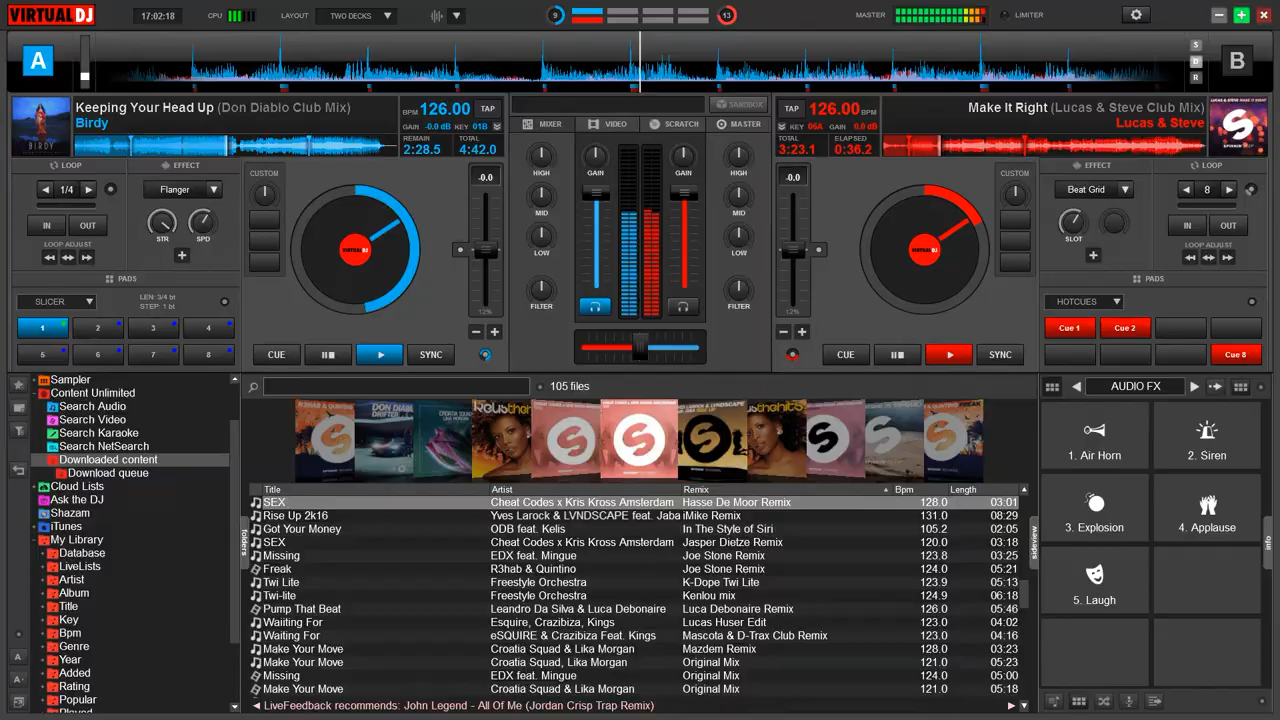 VIRTUALDJ
17:02:18
CPU
LAYOUT
TWO DECKS
9
13
MASTER
LIMITER
A
S
D
R
B
Keeping Your Head Up (Don Diablo Club Mix)
Birdy
BPM 126.00 TAP
GAIN -0.0 dB KEY 01B
REMAIN TOTAL
2:28.5 4:42.0
SANDBOX
MIXER VIDEO SCRATCH MASTER
TAP 126.00 BPM
KEY 06A GAIN 0.0 dB
TOTAL ELAPSED
3:23.1 0:36.2
Make It Right (Lucas & Steve Club Mix)
Lucas & Steve
LOOP
EFFECT
1/4
Flanger
IN OUT
STR SPD
LOOP ADJUST
CUSTOM
-0.0
12%
PADS
SLICER
LEN: 3/4 bt
STEP: 1 bt
1 2 3 4
5 6 7 8
CUE
SYNC
VIRTUALDJ
HIGH
MID
LOW
FILTER
GAIN
GAIN
HIGH
MID
LOW
FILTER
-0.0
12%
VIRTUALDJ
CUE
SYNC
CUSTOM
EFFECT
LOOP
Beat Grid
8
SLOT
IN OUT
LOOP ADJUST
PADS
HOTCUES
Cue 1 Cue 2
Cue 8
Sampler
Content Unlimited
Search Audio
Search Video
Search Karaoke
Search NetSearch
Downloaded content
Download queue
Cloud Lists
Ask the DJ
Shazam
iTunes
My Library
Database
LiveLists
Artist
Album
Title
Key
Bpm
Genre
Year
Added
Rating
Popular
folders
105 files
Title Artist Remix Bpm Length
SEX Cheat Codes x Kris Kross Amsterdam Hasse De Moor Remix 128.0 03:01
Rise Up 2k16 Yves Larock & LVNDSCAPE feat. Jaba iMike Remix 131.0 08:29
Got Your Money ODB feat. Kelis In The Style of Siri 105.2 02:05
SEX Cheat Codes x Kris Kross Amsterdam Jasper Dietze Remix 120.0 03:18
Missing EDX feat. Mingue Joe Stone Remix 123.8 03:25
Freak R3hab & Quintino Joe Stone Remix 124.0 05:21
Twi Lite Freestyle Orchestra K-Dope Twi Lite 123.9 05:13
Twi-lite Freestyle Orchestra Kenlou mix 124.9 06:18
Pump That Beat Leandro Da Silva & Luca Debonaire Luca Debonaire Remix 126.0 05:46
Waiiting For Esquire, Crazibiza, Kings Lucas Huser Edit 123.0 04:02
Waiting For eSQUIRE & Crazibiza Feat. Kings Mascota & D-Trax Club Remix 123.0 04:16
Make Your Move Croatia Squad & Lika Morgan Mazdem Remix 128.0 03:23
Make Your Move Croatia Squad, Lika Morgan Original Mix 121.0 05:23
Missing EDX feat. Mingue Original Mix 124.0 05:00
Make Your Move Croatia Squad & Lika Morgan Original Mix 121.0 05:18
LiveFeedback recommends: John Legend - All Of Me (Jordan Crisp Trap Remix)
sideview
AUDIO FX
1. Air Horn
2. Siren
3. Explosion
4. Applause
5. Laugh
info